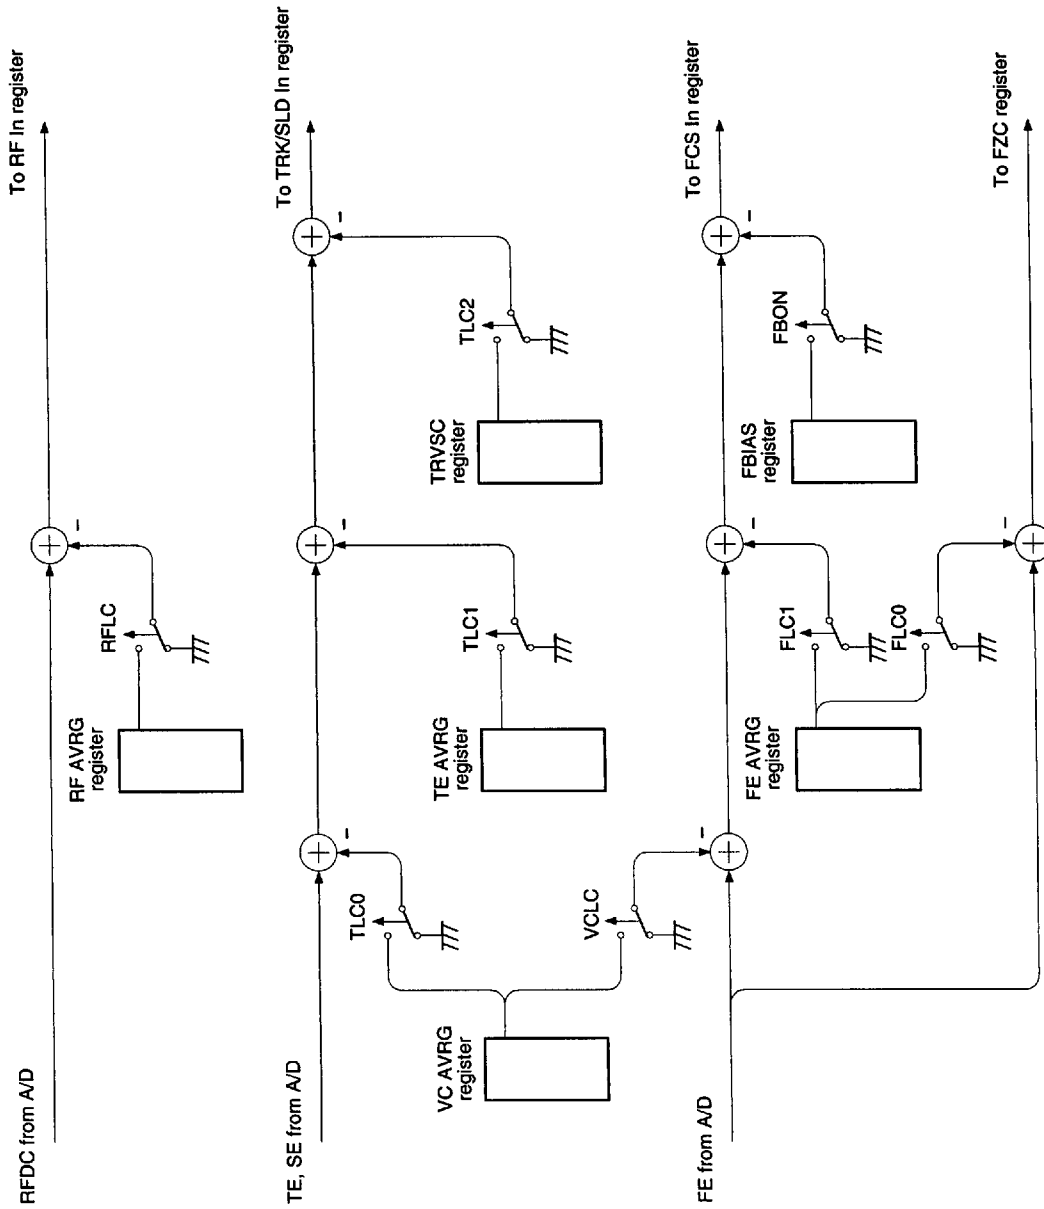 RFDC from A/D
RF AVRG
register
RFLC
-
To RF In register
TE, SE from A/D
TLC0
-
TE AVRG
register
TLC1
-
TRVSC
register
TLC2
-
To TRK/SLD In register
VC AVRG
register
VCLC
-
FE from A/D
FE AVRG
register
FLC1
-
FLC0
-
FBIAS
register
FBON
-
To FCS In register
To FZC register